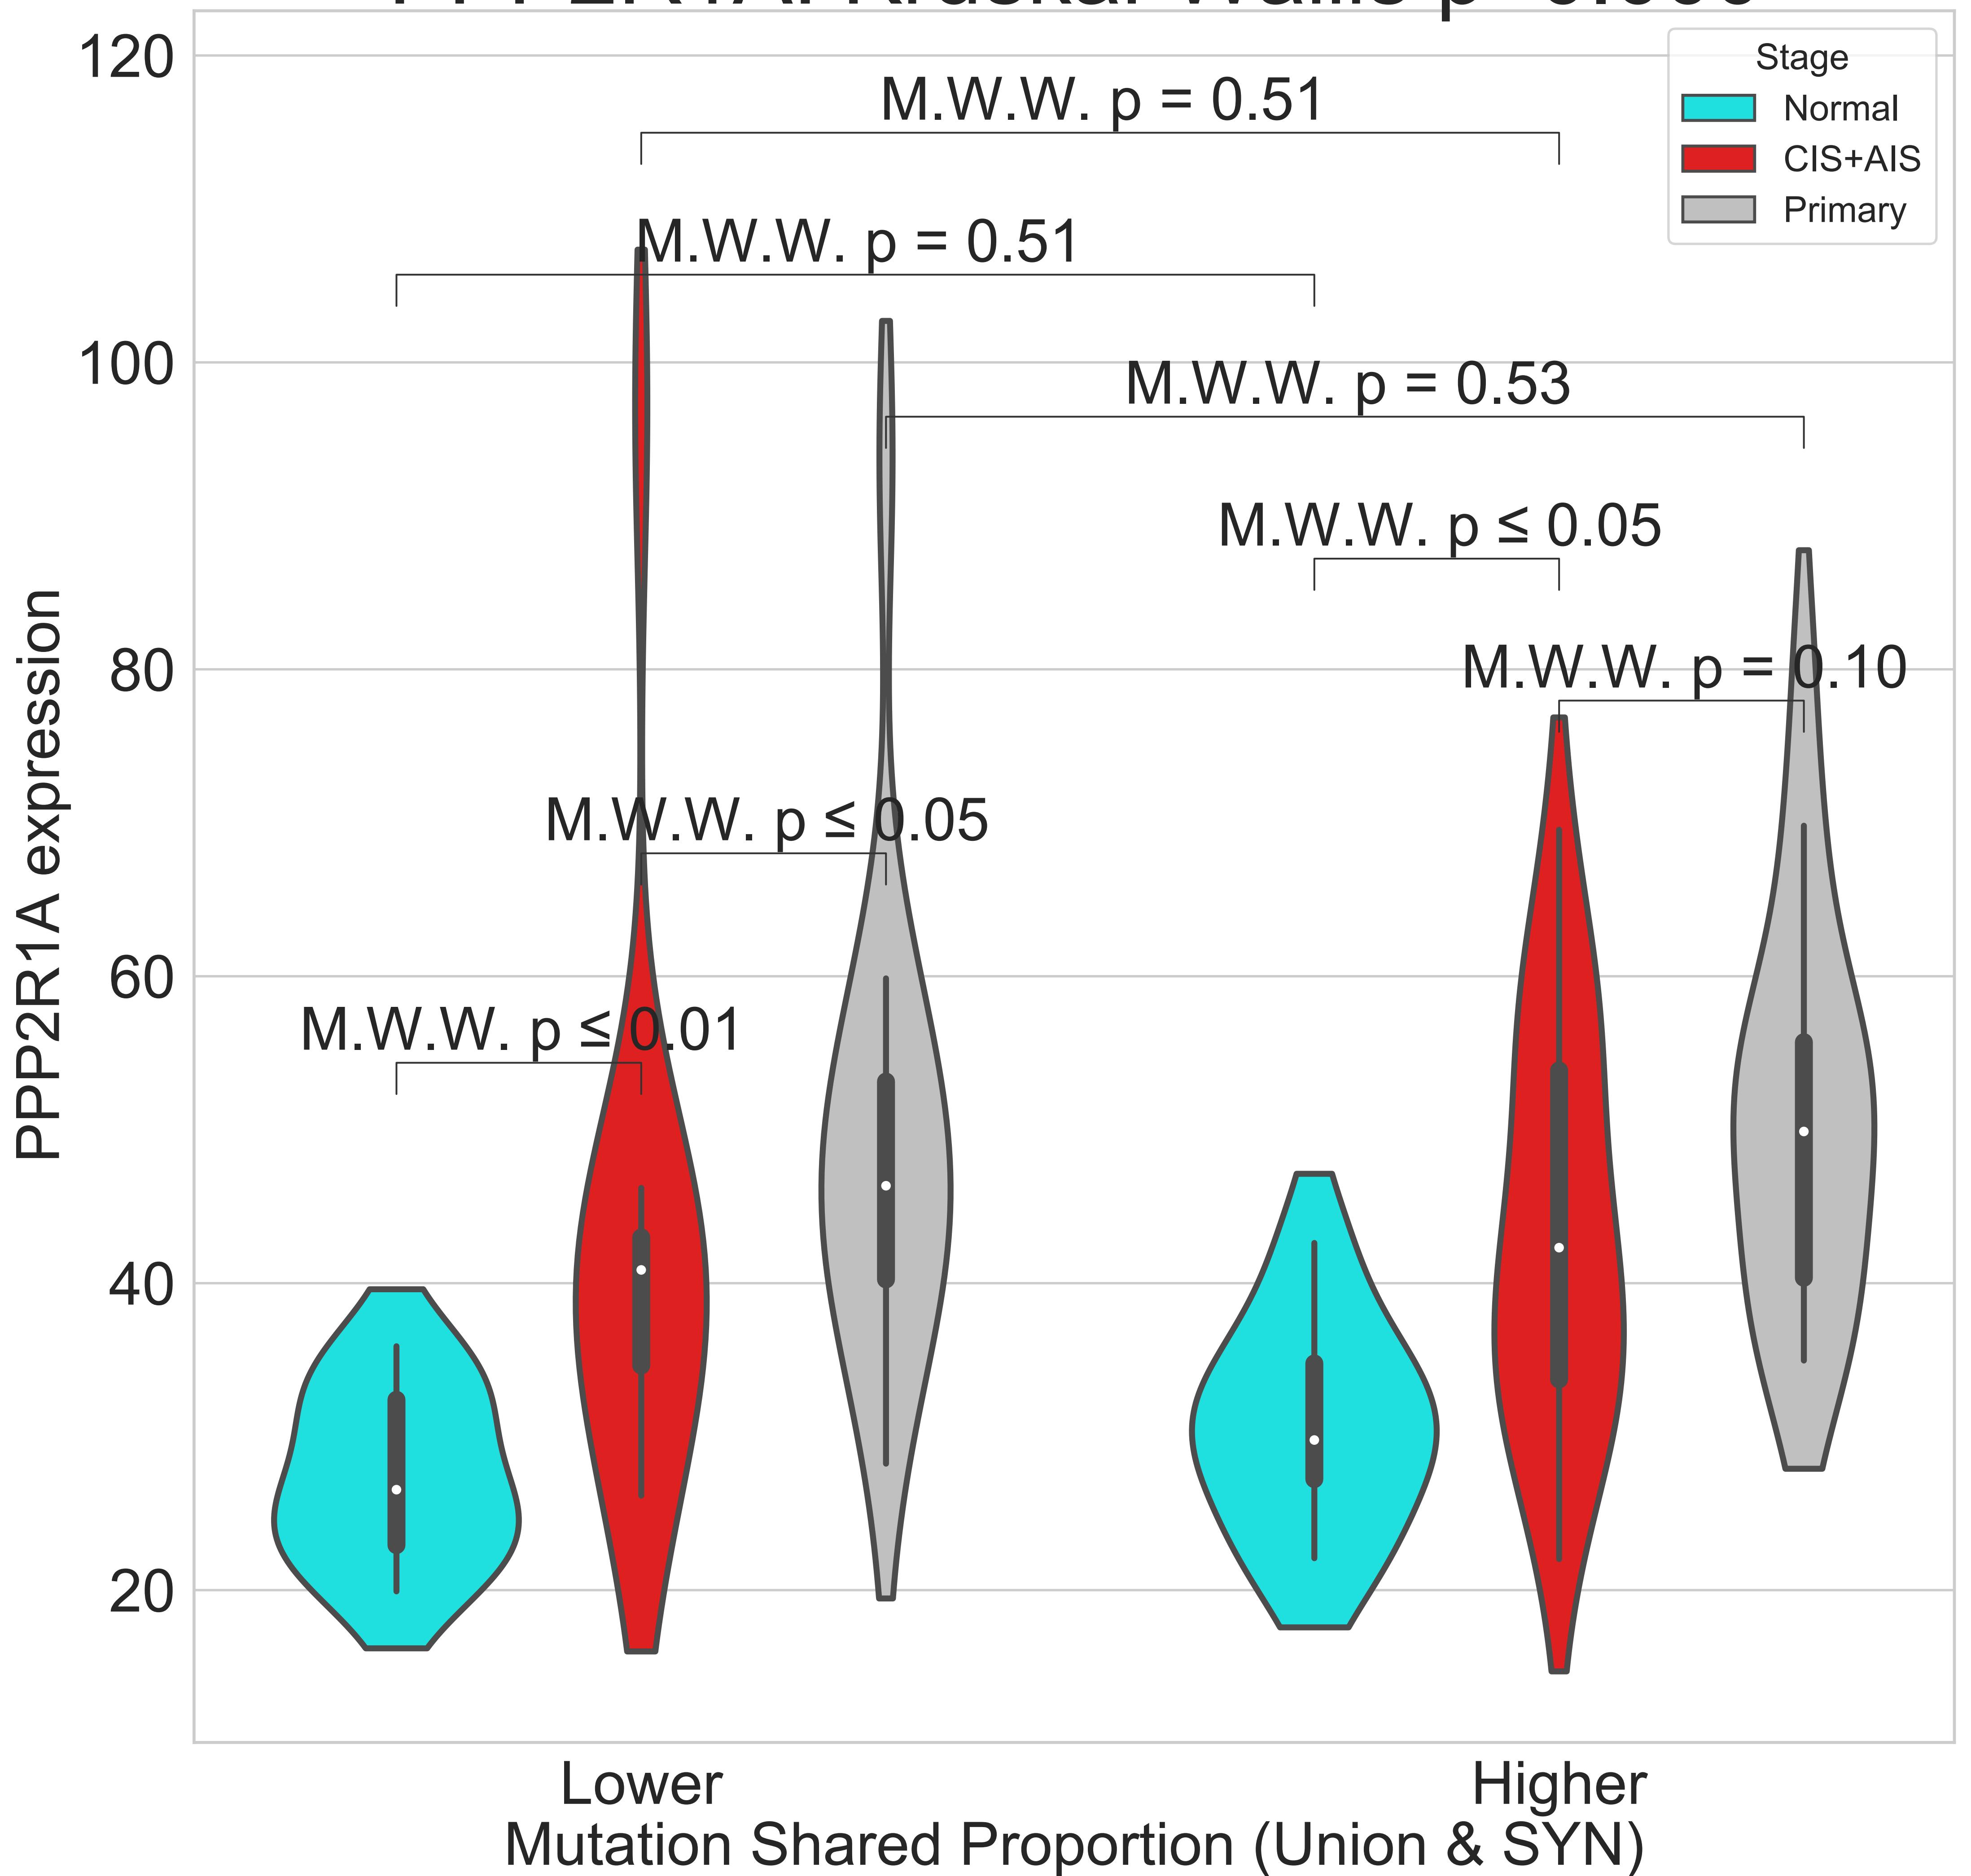 120
M.W.W. p = 0.51
Stage
Normal
CIS+AIS
Primary
M.W.W. p = 0.51
100
M.W.W. p = 0.53
M.W.W. p ≤ 0.05
80
M.W.W. p = 0.10
M.W.W. p ≤ 0.05
60
M.W.W. p ≤ 0.01
40
20
PPP2R1A expression
Lower
Higher
Mutation Shared Proportion (Union & SYN)